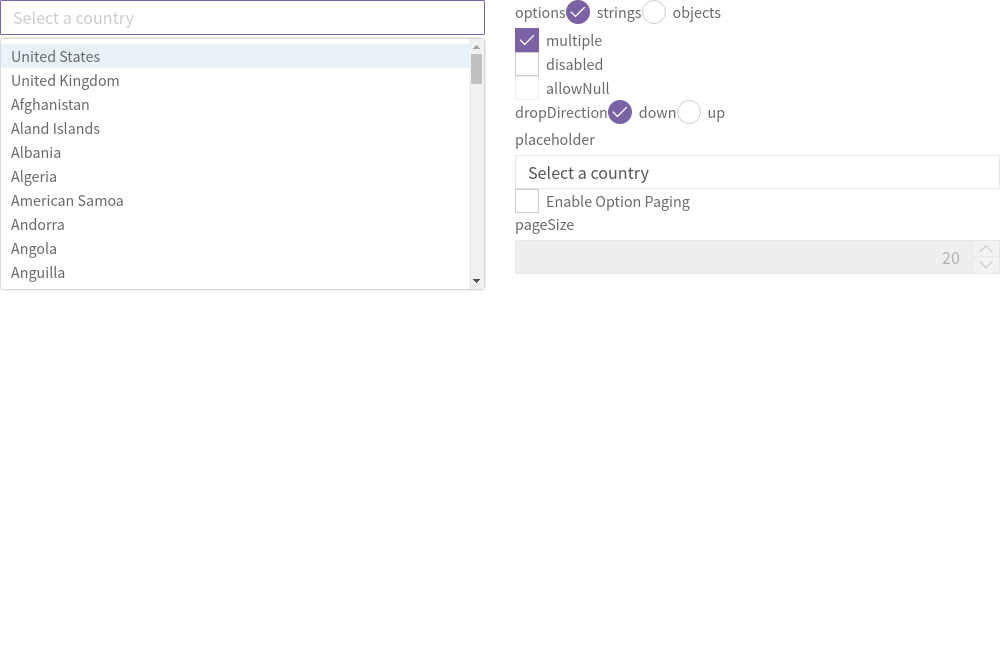 Select a country
United States
United Kingdom
Afghanistan
Aland Islands
Albania
Algeria
American Samoa
Andorra
Angola
Anguilla
options strings objects
multiple
disabled
allowNull
dropDirection down up
placeholder
Select a country
Enable Option Paging
pageSize
20